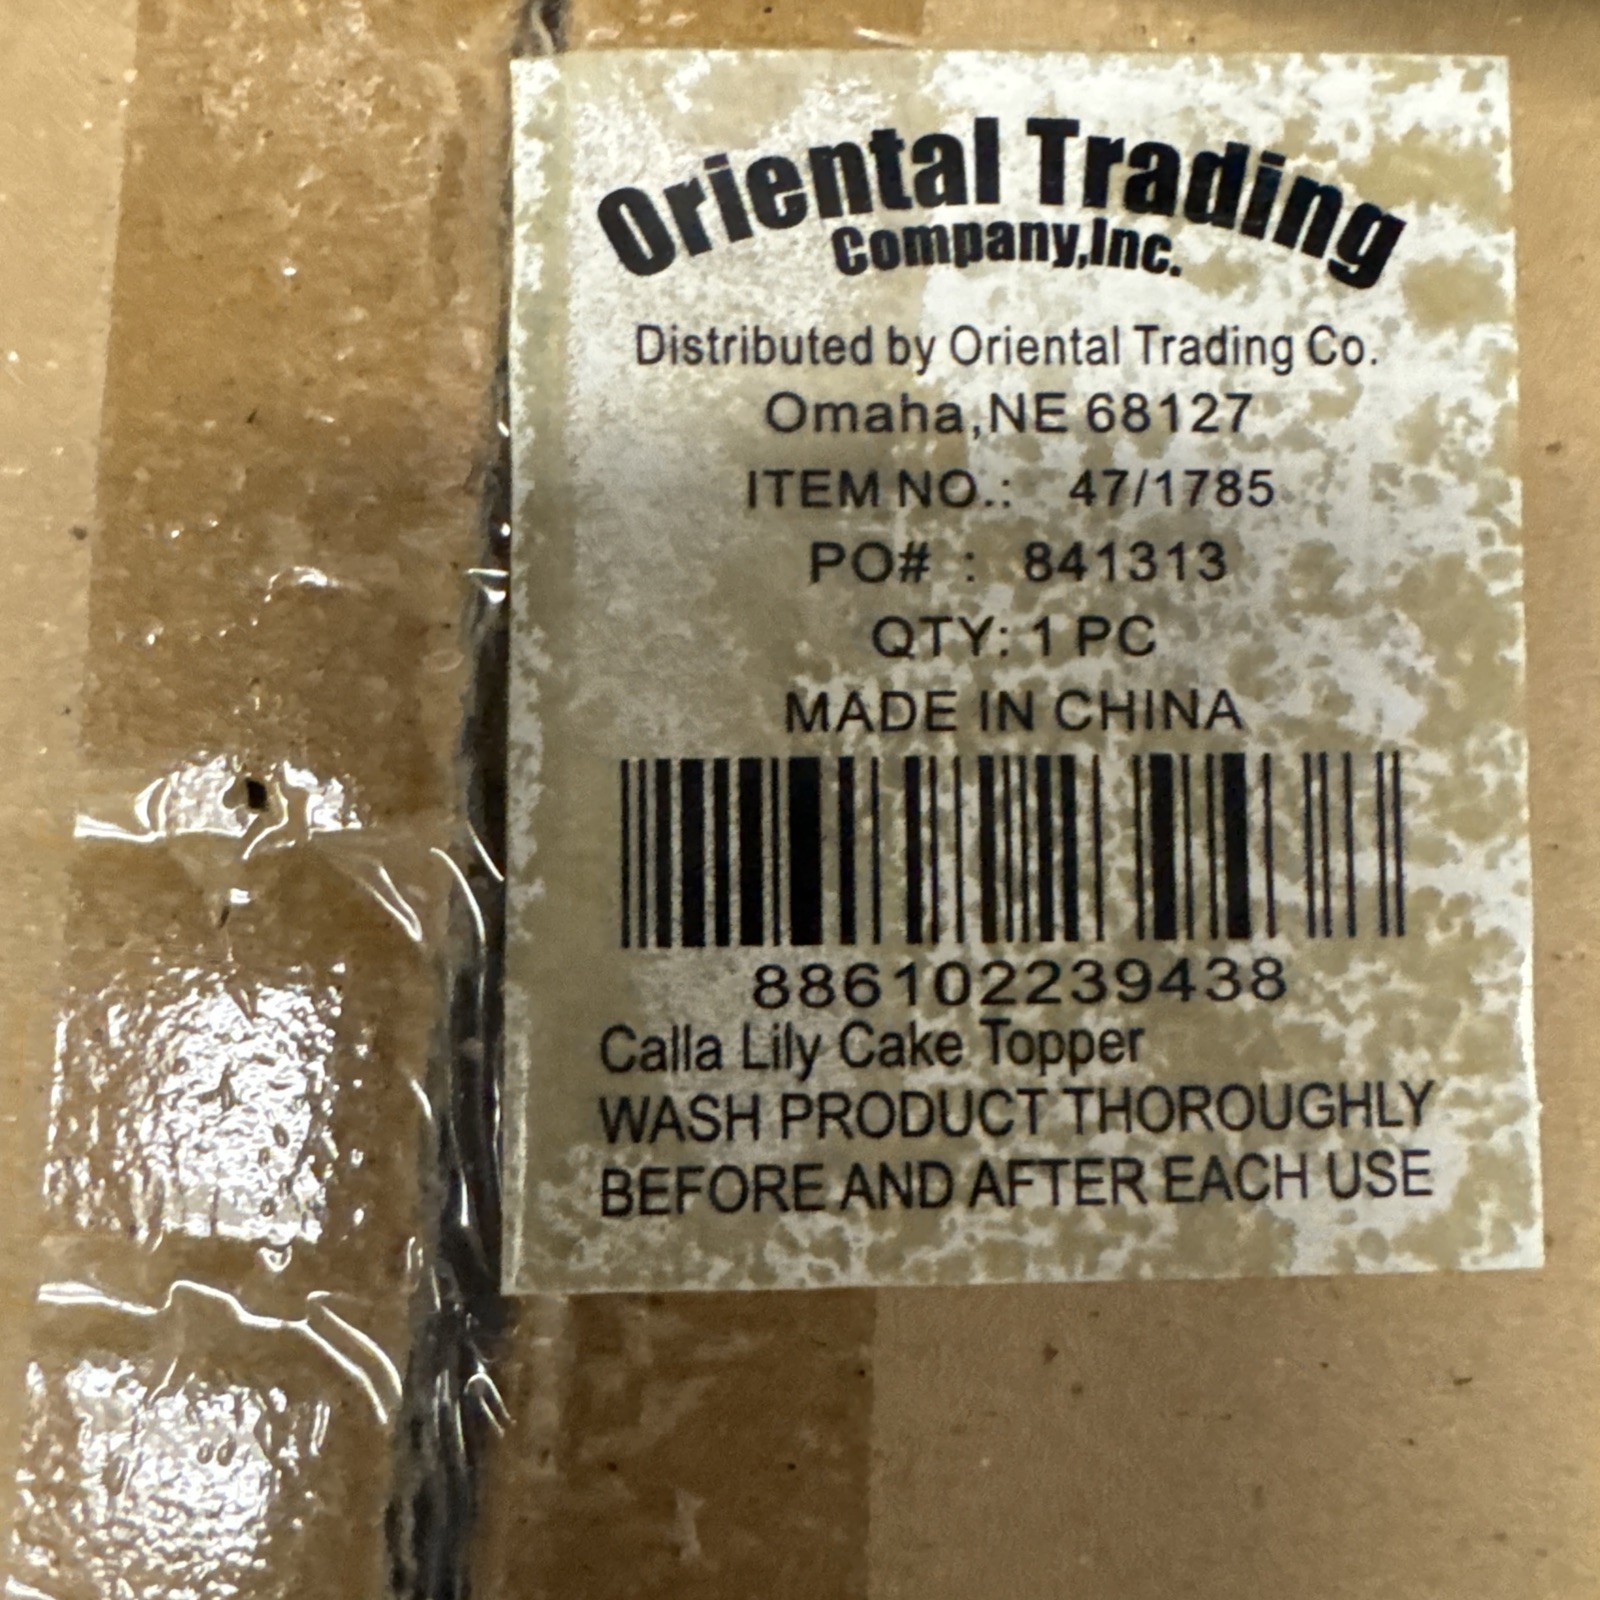 Oriental Trading
Company,Inc.
Distributed by Oriental Trading Co.
Omaha,NE 68127
ITEM NO.: 47/1785
PO# : 841313
QTY: 1 PC
MADE IN CHINA
886102239438
Calla Lily Cake Topper
WASH PRODUCT THOROUGHLY
BEFORE AND AFTER EACH USE